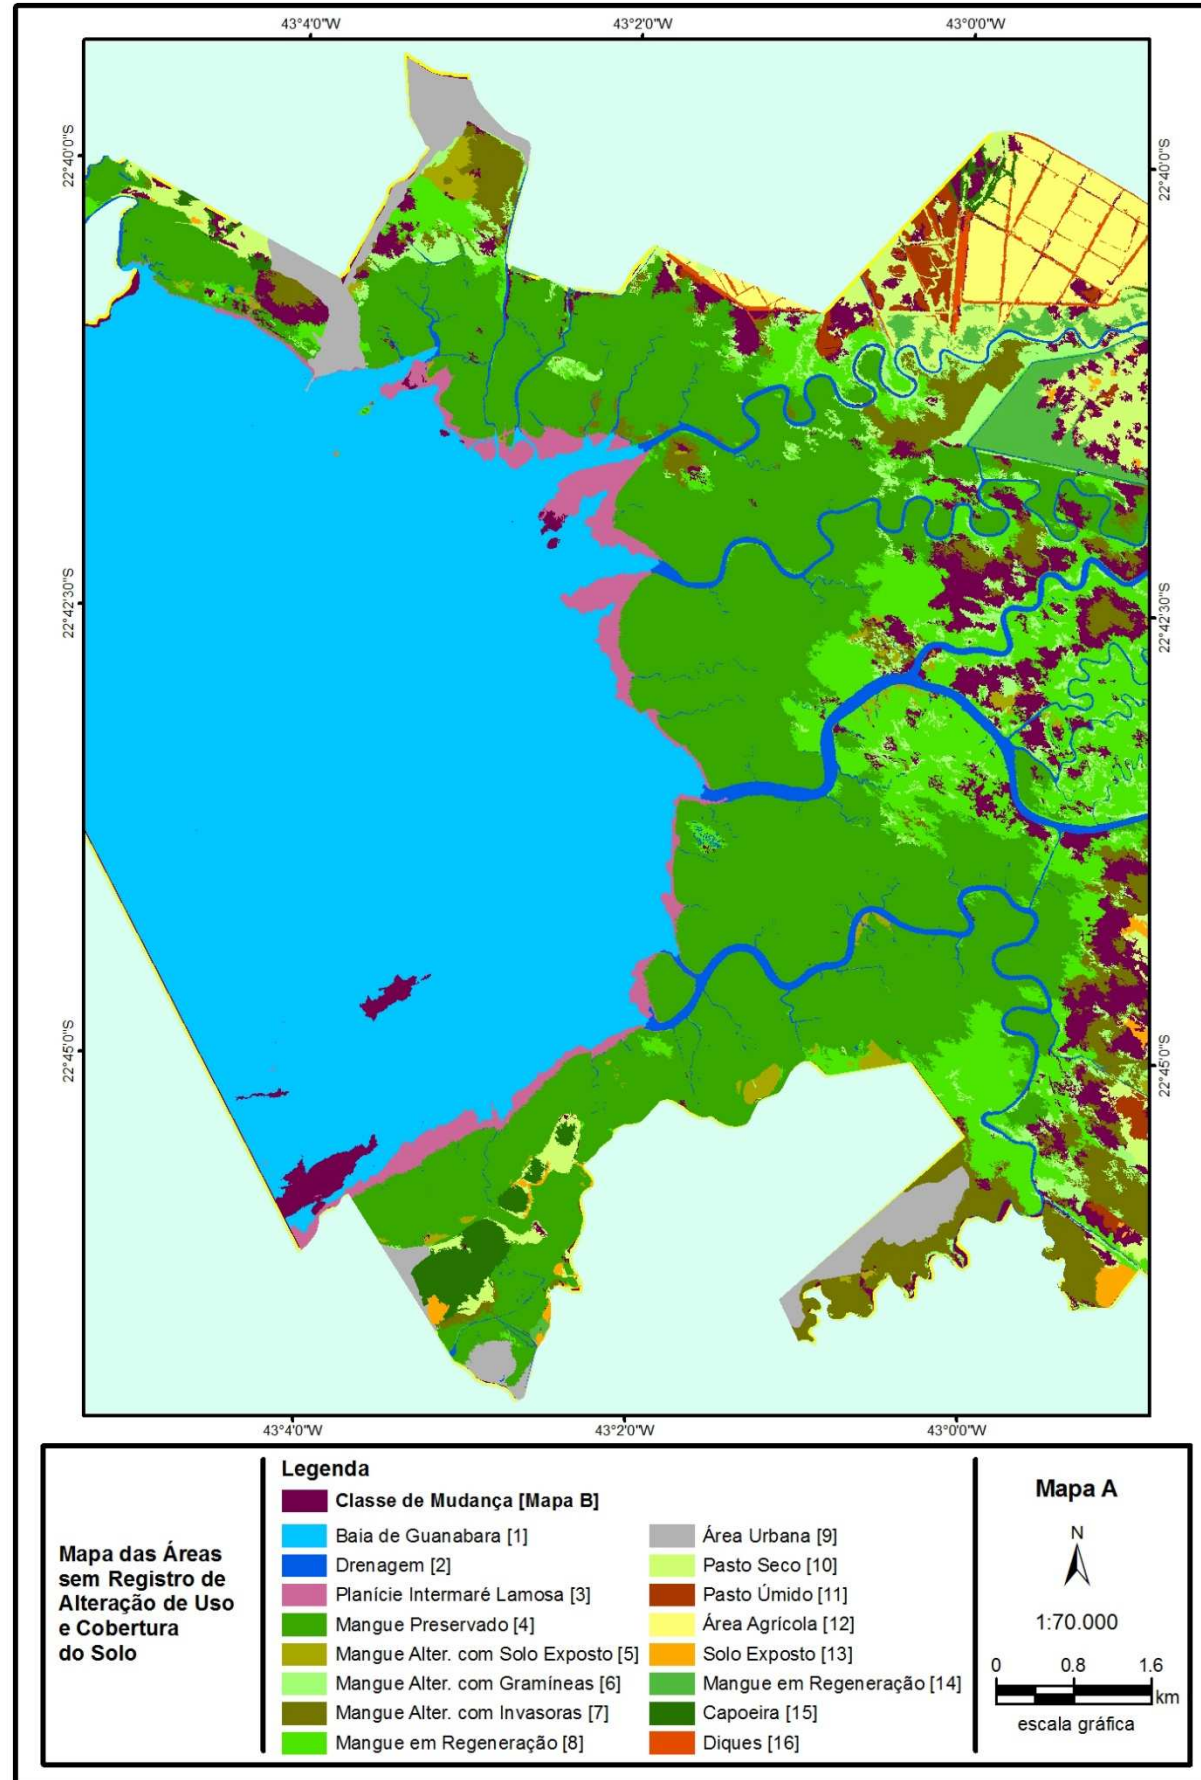 43°4'0"W
43°2'0"W
43°0'0"W
22°40'0"S
22°40'0"S
22°42'30"S
22°42'30"S
22°45'0"S
22°45'0"S
43°4'0"W
43°2'0"W
43°0'0"W
Mapa das Áreas
sem Registro de
Alteração de Uso
e Cobertura
do Solo
Legenda
Classe de Mudança [Mapa B]
Baia de Guanabara [1]
Drenagem [2]
Planície Intermaré Lamosa [3]
Mangue Preservado [4]
Mangue Alter. com Solo Exposto [5]
Mangue Alter. com Gramíneas [6]
Mangue Alter. com Invasoras [7]
Mangue em Regeneração [8]
Área Urbana [9]
Pasto Seco [10]
Pasto Úmido [11]
Área Agrícola [12]
Solo Exposto [13]
Mangue em Regeneração [14]
Capoeira [15]
Diques [16]
Mapa A
N
1:70.000
0 0.8 1.6
km
escala gráfica